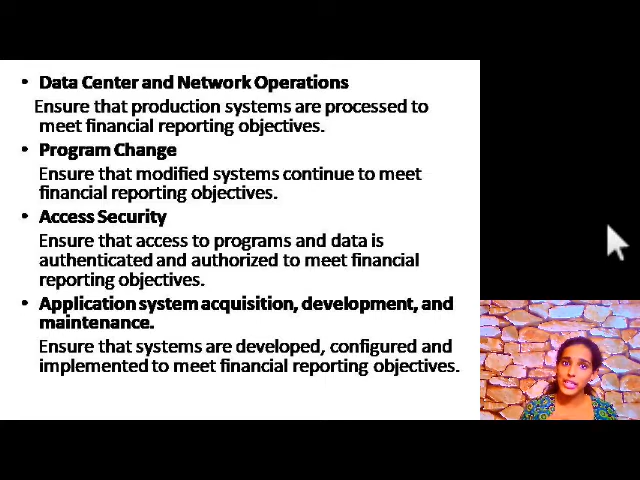 • Data Center and Network Operations
Ensure that production systems are processed to
meet financial reporting objectives.
• Program Change
Ensure that modified systems continue to meet
financial reporting objectives.
• Access Security
Ensure that access to programs and data is
authenticated and authorized to meet financial
reporting objectives.
• Application system acquisition, development, and
maintenance.
Ensure that systems are developed, configured and
implemented to meet financial reporting objectives.